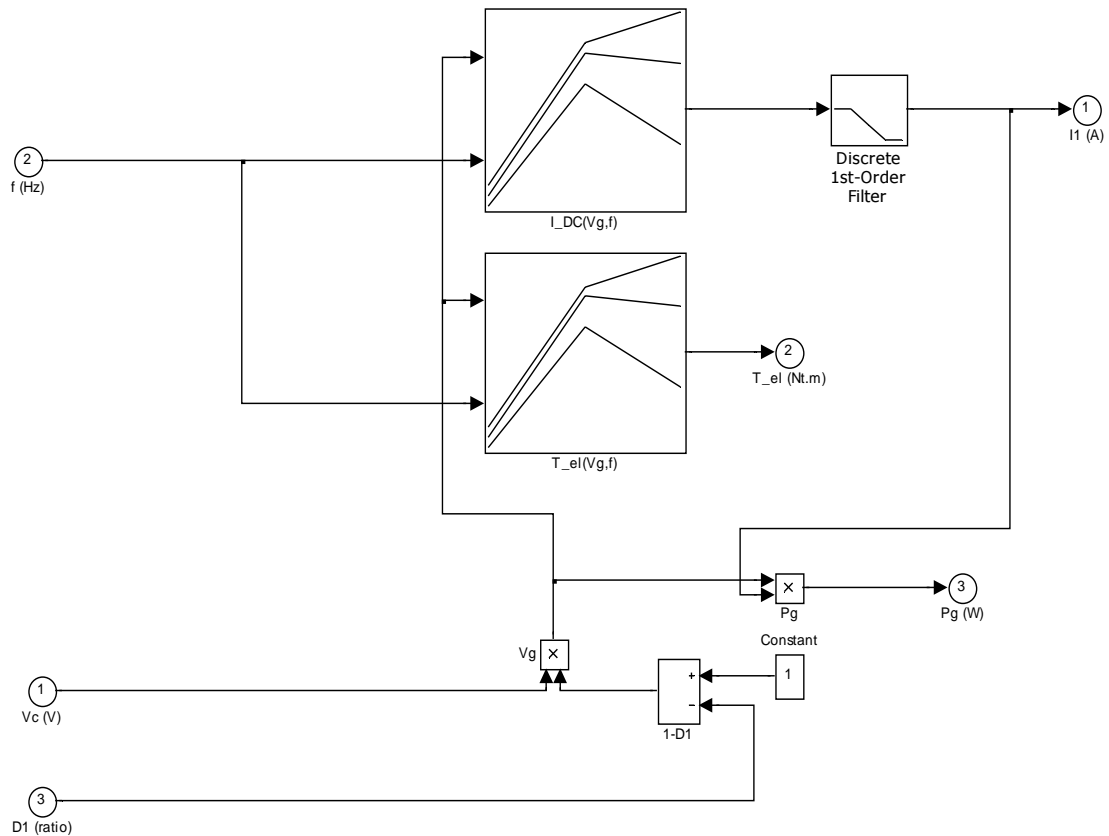 I_DC(Vg,f)
Discrete
1st-Order
Filter
1
I1 (A)
2
f (Hz)
T_el(Vg,f)
2
T_el (Nt.m)
×
Pg
3
Pg (W)
Vg
×
Constant
1
+
−
1-D1
1
Vc (V)
3
D1 (ratio)